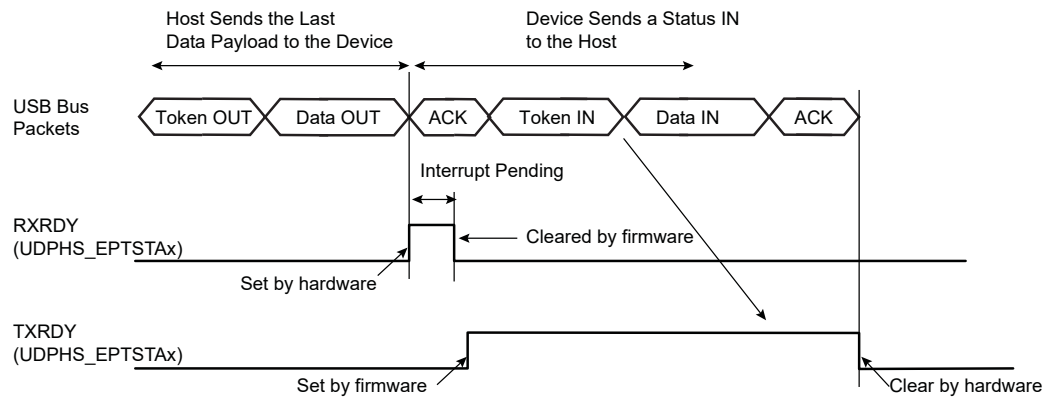 Host Sends the Last
Data Payload to the Device
Device Sends a Status IN
to the Host
USB Bus
Packets
Token OUT
Data OUT
ACK
Token IN
Data IN
ACK
Interrupt Pending
RXRDY
(UDPHS_EPTSTAx)
Set by hardware
Cleared by firmware
TXRDY
(UDPHS_EPTSTAx)
Set by firmware
Clear by hardware